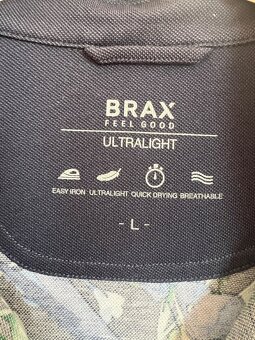 BRAX
FEEL GOOD
ULTRALIGHT
EASY IRON ULTRALIGHT QUICK DRYING BREATHABLE
- L -